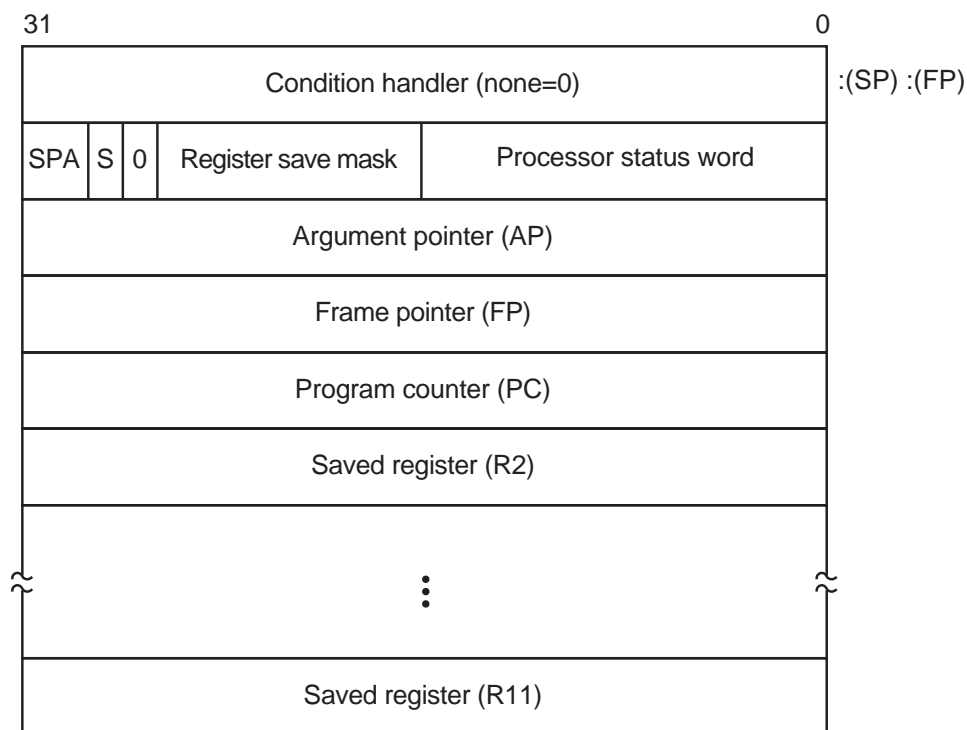 31 0
Condition handler (none=0) :(SP) :(FP)
SPA S 0 Register save mask Processor status word
Argument pointer (AP)
Frame pointer (FP)
Program counter (PC)
Saved register (R2)
Saved register (R11)